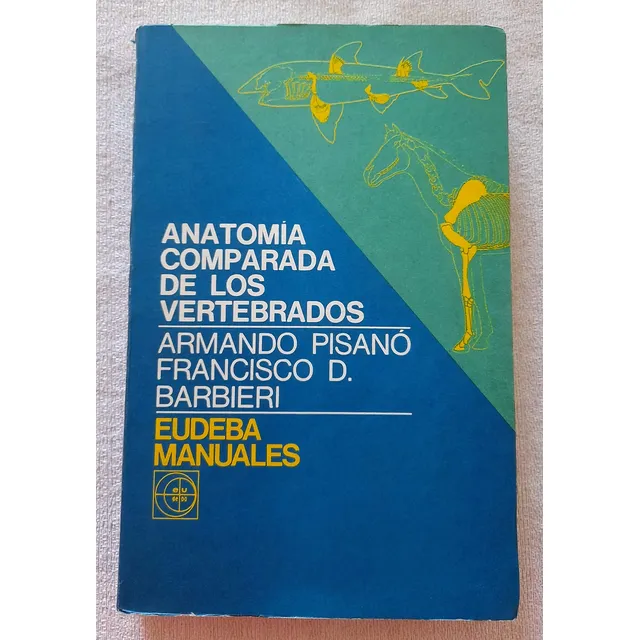 ANATOMÍA
COMPARADA
DE LOS
VERTEBRADOS
ARMANDO PISANÓ
FRANCISCO D.
BARBIERI
EUDEBA
MANUALES